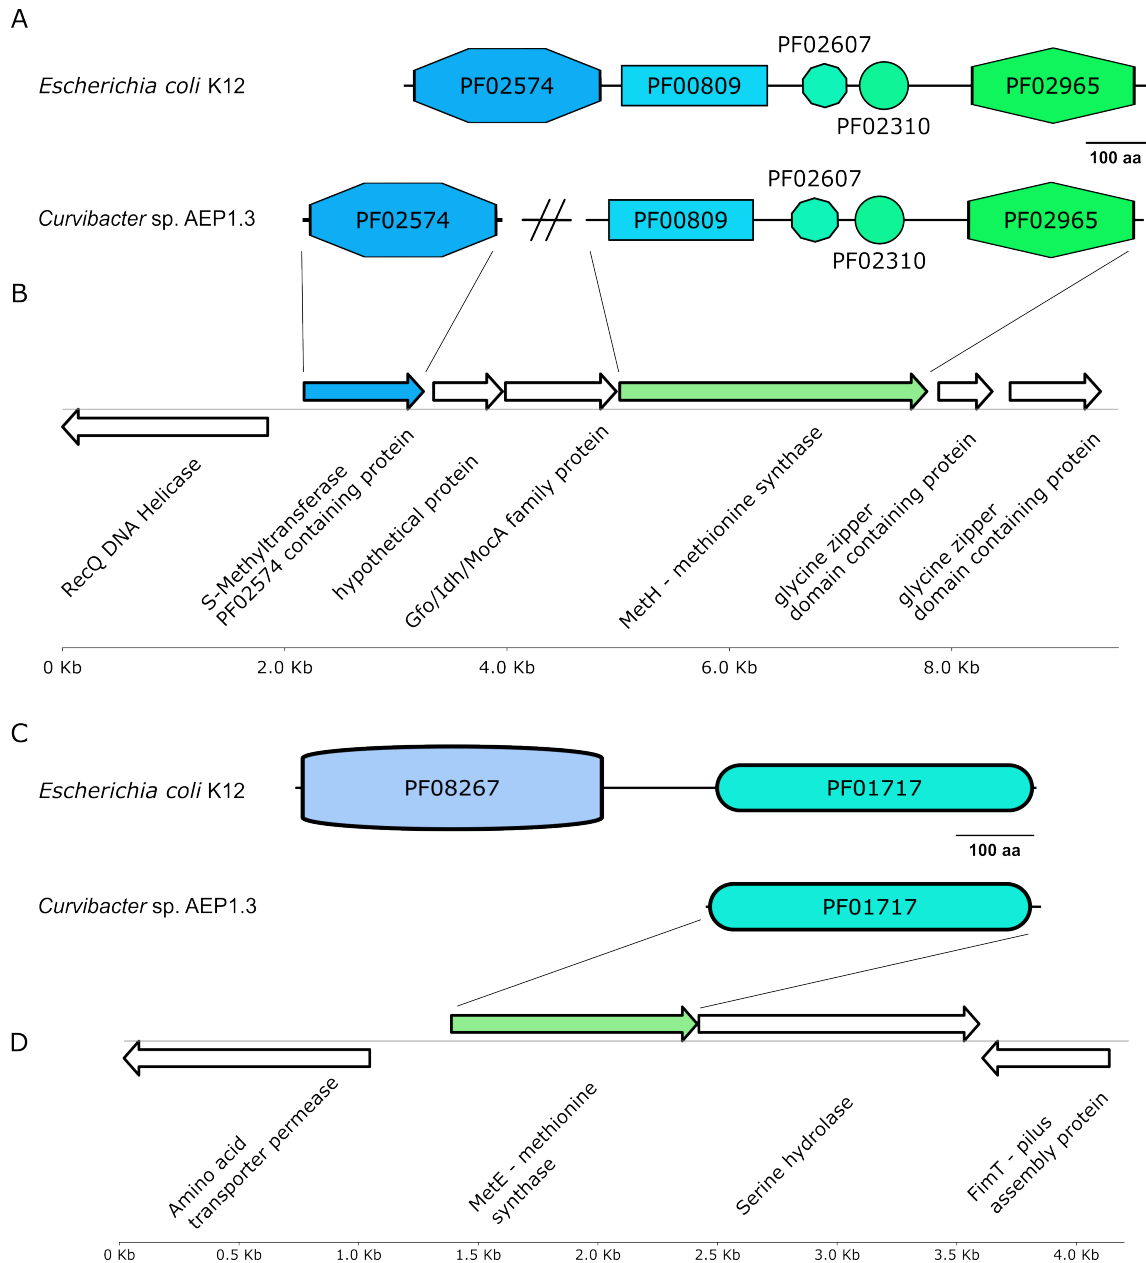 A
PF02607
Escherichia coli K12
PF02574
PF00809
PF02965
PF02310
100 aa
PF02607
Curvibacter sp. AEP1.3
PF02574
PF00809
PF02965
PF02310
B
RecQ DNA Helicase
S-Methyltransferase
PF02574 containing protein
hypothetical protein
Gfo/Idh/MocA family protein
MetH - methionine synthase
glycine zipper
domain containing protein
glycine zipper
domain containing protein
0 Kb
2.0 Kb
4.0 Kb
6.0 Kb
8.0 Kb
C
Escherichia coli K12
PF08267
PF01717
100 aa
Curvibacter sp. AEP1.3
PF01717
D
Amino acid
transporter permease
MetE - methionine
synthase
Serine hydrolase
FimT - pilus
assembly protein
0 Kb
0.5 Kb
1.0 Kb
1.5 Kb
2.0 Kb
2.5 Kb
3.0 Kb
3.5 Kb
4.0 Kb